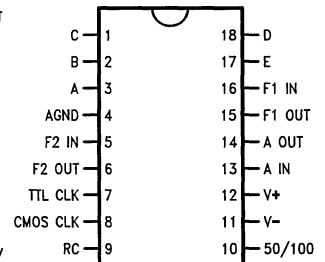 C 1 18 D
B 2 17 E
A 3 16 F1 IN
AGND 4 15 F1 OUT
F2 IN 5 14 A OUT
F2 OUT 6 13 A IN
TTL CLK 7 12 V+
CMOS CLK 8 11 V-
RC 9 10 50/100